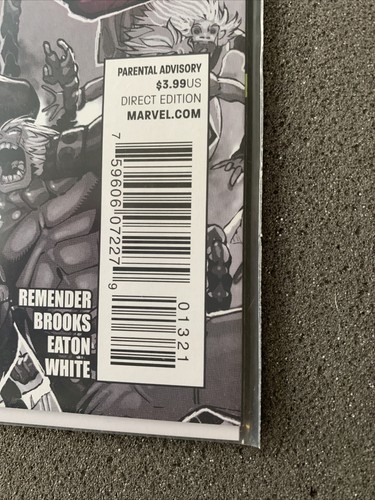 PARENTAL ADVISORY
$3.99US
DIRECT EDITION
MARVEL.COM
7 59606 07227 9
01321
REMENDER
BROOKS
EATON
WHITE